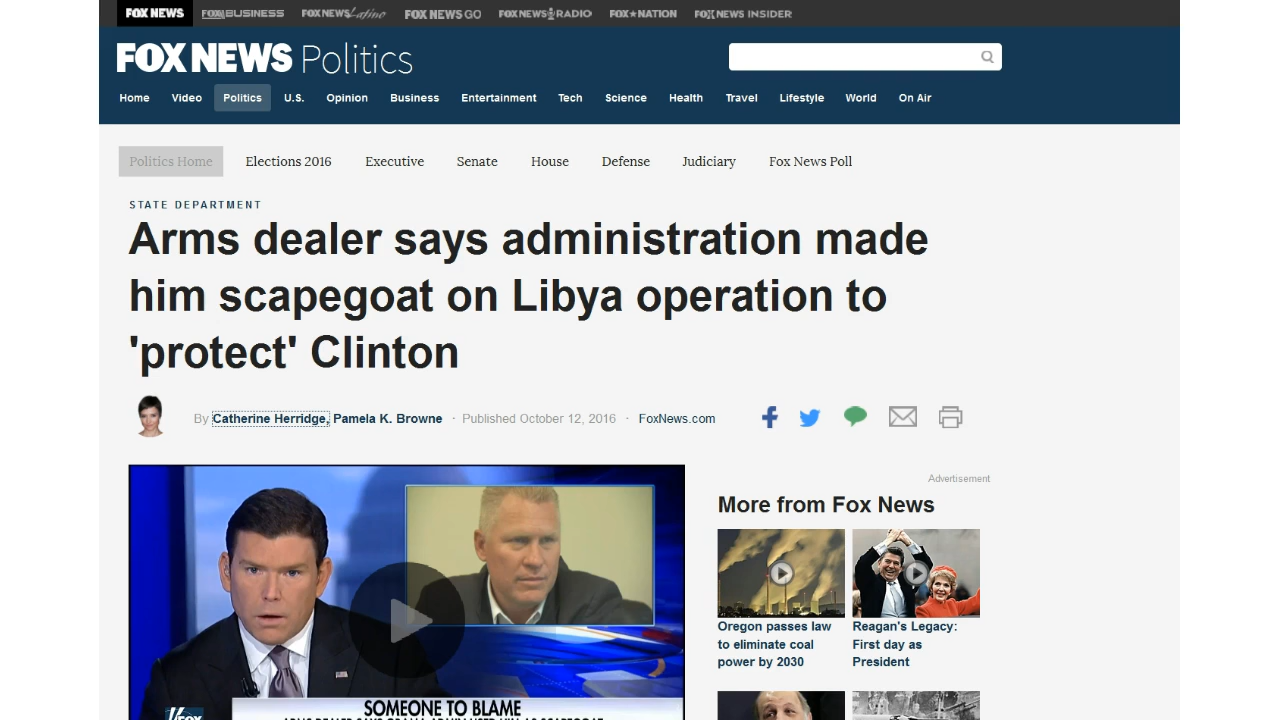 FOX NEWS FOX BUSINESS FOX NEWS Latino FOX NEWS GO FOX NEWS RADIO FOX NATION FOX NEWS INSIDER
FOX NEWS Politics
Home Video Politics U.S. Opinion Business Entertainment Tech Science Health Travel Lifestyle World On Air
Politics Home Elections 2016 Executive Senate House Defense Judiciary Fox News Poll
STATE DEPARTMENT
Arms dealer says administration made
him scapegoat on Libya operation to
'protect' Clinton
By Catherine Herridge, Pamela K. Browne · Published October 12, 2016 · FoxNews.com
Advertisement
More from Fox News
Oregon passes law
to eliminate coal
power by 2030
Reagan's Legacy:
First day as
President
SOMEONE TO BLAME
FOX